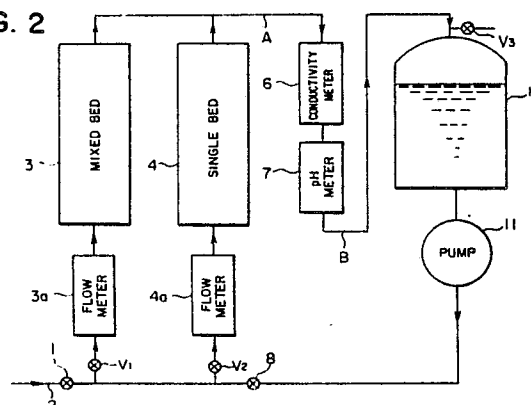 G. 2
A
V3
MIXED BED
SINGLE BED
CONDUCTIVITY METER
6
3
4
7
pH METER
B
11
PUMP
3a
FLOW METER
4a
FLOW METER
1
V1
V2
8